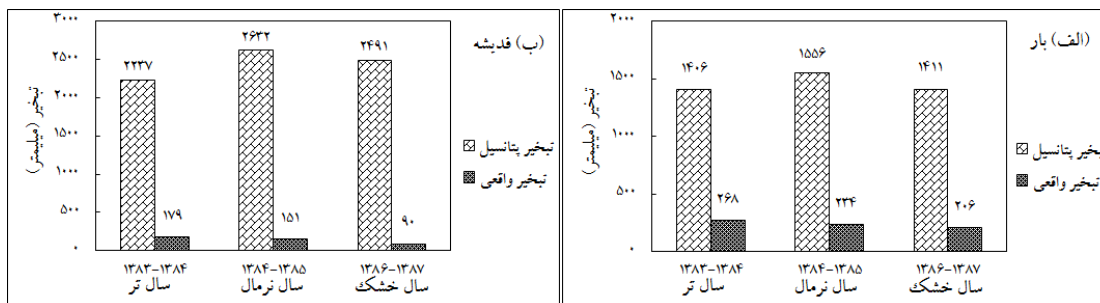 (الف) بار
تبخیر (میلیمتر)
۲۰۰۰
۱۵۰۰
۱۰۰۰
۵۰۰
۰
۱۴۰۶
۲۶۸
۱۵۵۶
۲۳۴
۱۴۱۱
۲۰۶
تبخیر پتانسیل
تبخیر واقعی
۱۳۸۳-۱۳۸۴
سال تر
۱۳۸۴-۱۳۸۵
سال نرمال
۱۳۸۶-۱۳۸۷
سال خشک
(ب) فدیشه
تبخیر (میلیمتر)
۳۰۰۰
۲۵۰۰
۲۰۰۰
۱۵۰۰
۱۰۰۰
۵۰۰
۰
۲۲۳۷
۱۷۹
۲۶۳۲
۱۵۱
۲۴۹۱
۹۰
تبخیر پتانسیل
تبخیر واقعی
۱۳۸۳-۱۳۸۴
سال تر
۱۳۸۴-۱۳۸۵
سال نرمال
۱۳۸۶-۱۳۸۷
سال خشک